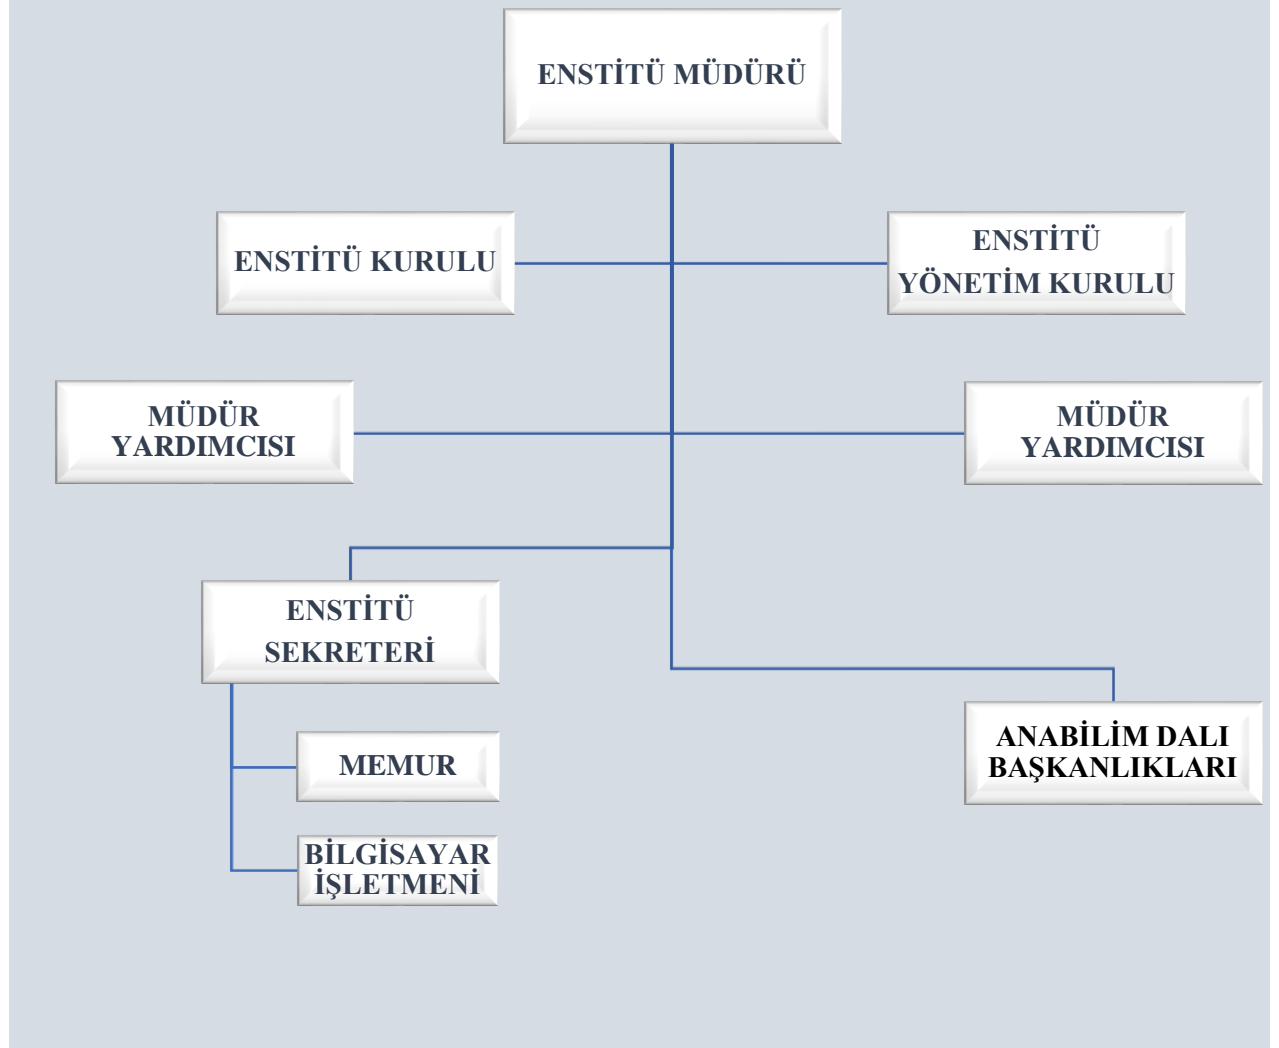 ENSTİTÜ MÜDÜRÜ
ENSTİTÜ KURULU
ENSTİTÜ
YÖNETİM KURULU
MÜDÜR
YARDIMCISI
MÜDÜR
YARDIMCISI
ENSTİTÜ
SEKRETERİ
MEMUR
BİLGİSAYAR
İŞLETMENİ
ANABİLİM DALI
BAŞKANLIKLARI